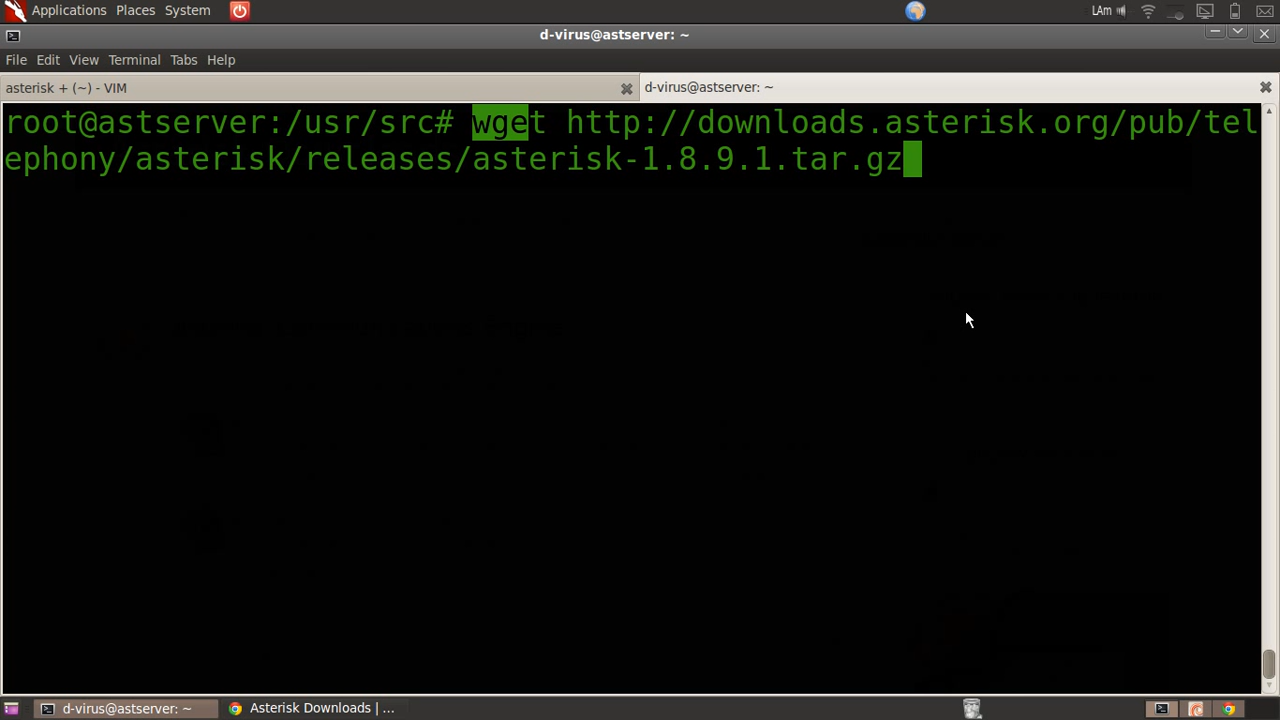 Applications Places System
LAm
d-virus@astserver: ~
File Edit View Terminal Tabs Help
asterisk + (~) - VIM
d-virus@astserver: ~
root@astserver:/usr/src# wget http://downloads.asterisk.org/pub/tel
ephony/asterisk/releases/asterisk-1.8.9.1.tar.gz
d-virus@astserver: ~
Asterisk Downloads | ...